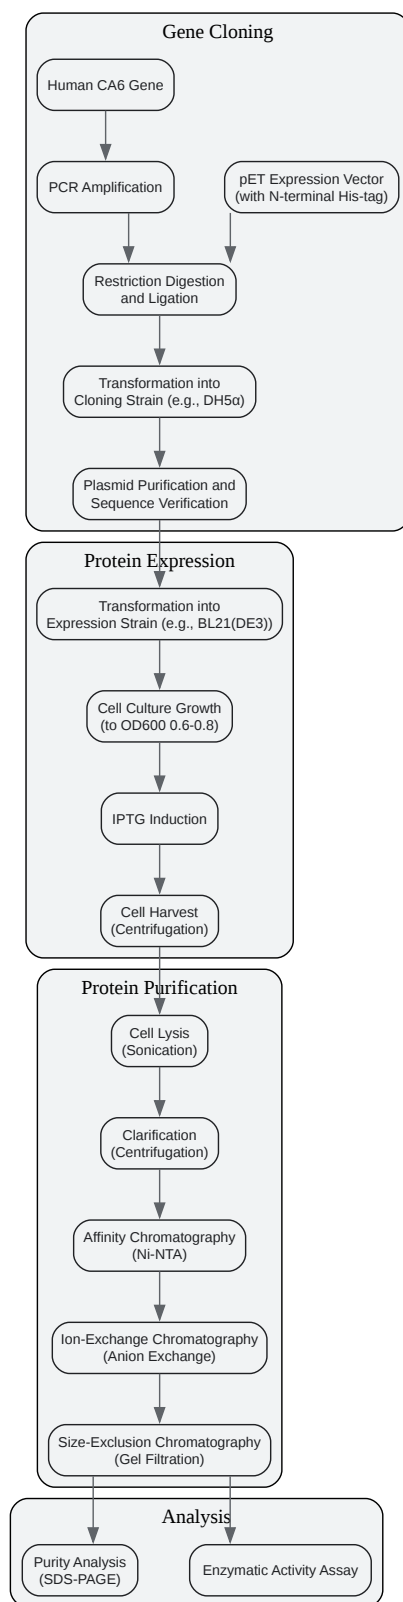 Gene Cloning
Human CA6 Gene
PCR Amplification
pET Expression Vector
(with N-terminal His-tag)
Restriction Digestion
and Ligation
Transformation into
Cloning Strain (e.g., DH5α)
Plasmid Purification and
Sequence Verification
Protein Expression
Transformation into
Expression Strain (e.g., BL21(DE3))
Cell Culture Growth
(to OD600 0.6-0.8)
IPTG Induction
Cell Harvest
(Centrifugation)
Protein Purification
Cell Lysis
(Sonication)
Clarification
(Centrifugation)
Affinity Chromatography
(Ni-NTA)
Ion-Exchange Chromatography
(Anion Exchange)
Size-Exclusion Chromatography
(Gel Filtration)
Analysis
Purity Analysis
(SDS-PAGE)
Enzymatic Activity Assay